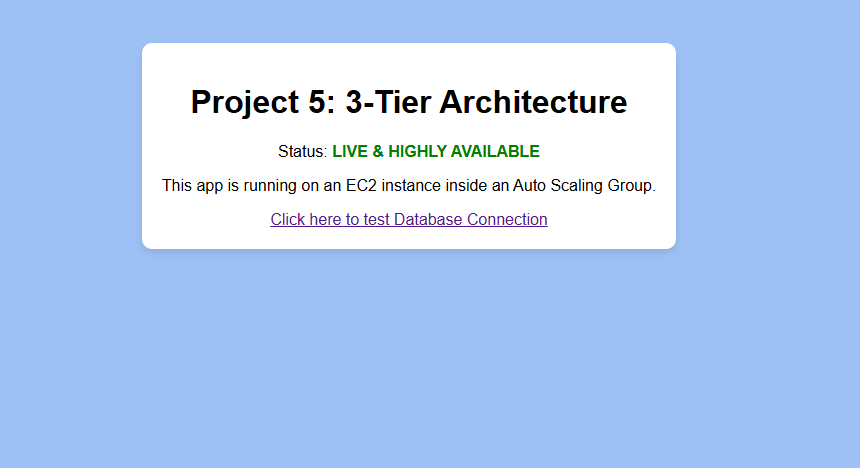 Project 5: 3-Tier Architecture
Status: LIVE & HIGHLY AVAILABLE
This app is running on an EC2 instance inside an Auto Scaling Group.
Click here to test Database Connection